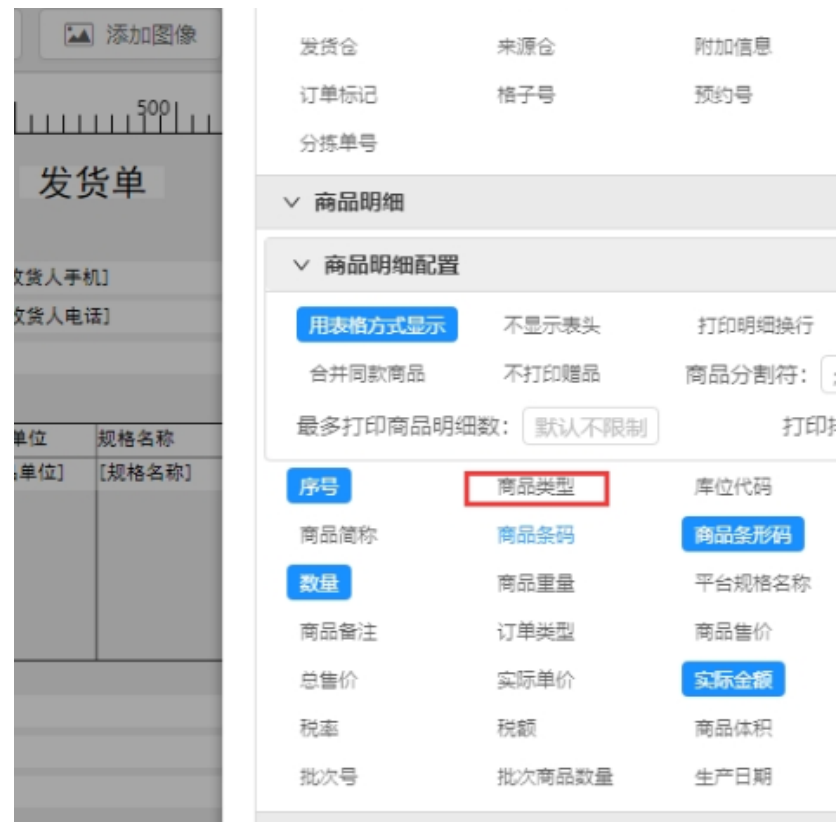 添加图像
500
发货单
收货人手机]
收货人电话]
单位 规格名称
单位] [规格名称]
发货仓 来源仓 附加信息
订单标记 格子号 预约号
分拣单号
商品明细
商品明细配置
用表格方式显示 不显示表头 打印明细换行
合并同款商品 不打印赠品 商品分割符：
最多打印商品明细数： 默认不限制 打印
序号 商品类型 库位代码
商品简称 商品条码 商品条形码
数量 商品重量 平台规格名称
商品备注 订单类型 商品售价
总售价 实际单价 实际金额
税率 税额 商品体积
批次号 批次商品数量 生产日期